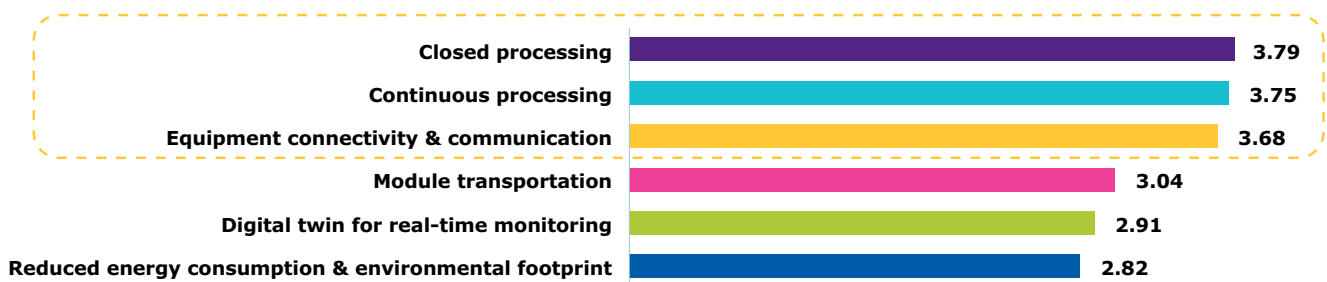 Closed processing 3.79
Continuous processing 3.75
Equipment connectivity & communication 3.68
Module transportation 3.04
Digital twin for real-time monitoring 2.91
Reduced energy consumption & environmental footprint 2.82